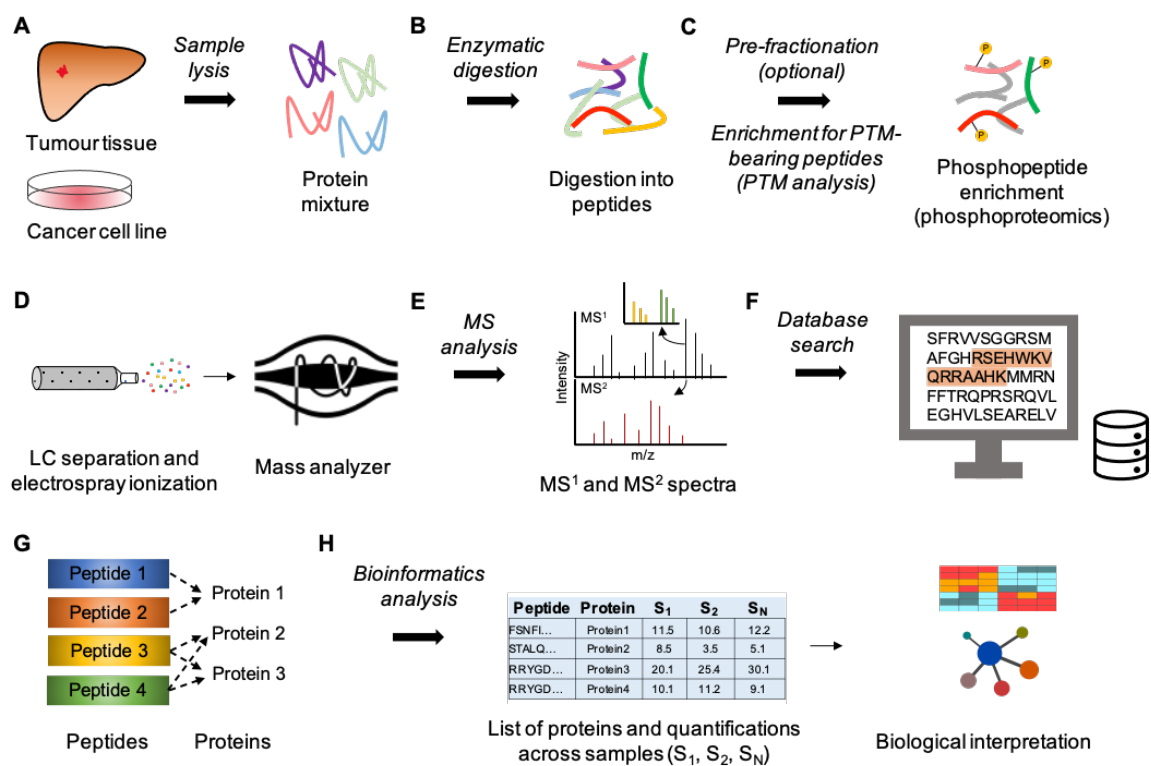 A
Sample
lysis
Tumour tissue
Cancer cell line
Protein
mixture
B
Enzymatic
digestion
Digestion into
peptides
C
Pre-fractionation
(optional)
Enrichment for PTM-
bearing peptides
(PTM analysis)
P
P
P
Phosphopeptide
enrichment
(phosphoproteomics)
D
LC separation and
electrospray ionization
Mass analyzer
E
MS
analysis
Intensity
MS¹
MS²
m/z
MS¹ and MS² spectra
F
Database
search
SFRVVSGGRSM
AFGHRSEHWKV
QRRAAHKMMRN
FFTRQPRSRQVL
EGHVLSEARELV
G
Peptide 1
Peptide 2
Peptide 3
Peptide 4
Protein 1
Protein 2
Protein 3
Peptides
Proteins
H
Bioinformatics
analysis
Peptide Protein S₁ S₂ S_N
FSNFI... Protein1 11.5 10.6 12.2
STALQ... Protein2 8.5 3.5 5.1
RRYGD... Protein3 20.1 25.4 30.1
RRYGD... Protein4 10.1 11.2 9.1
List of proteins and quantifications
across samples (S₁, S₂, S_N)
Biological interpretation